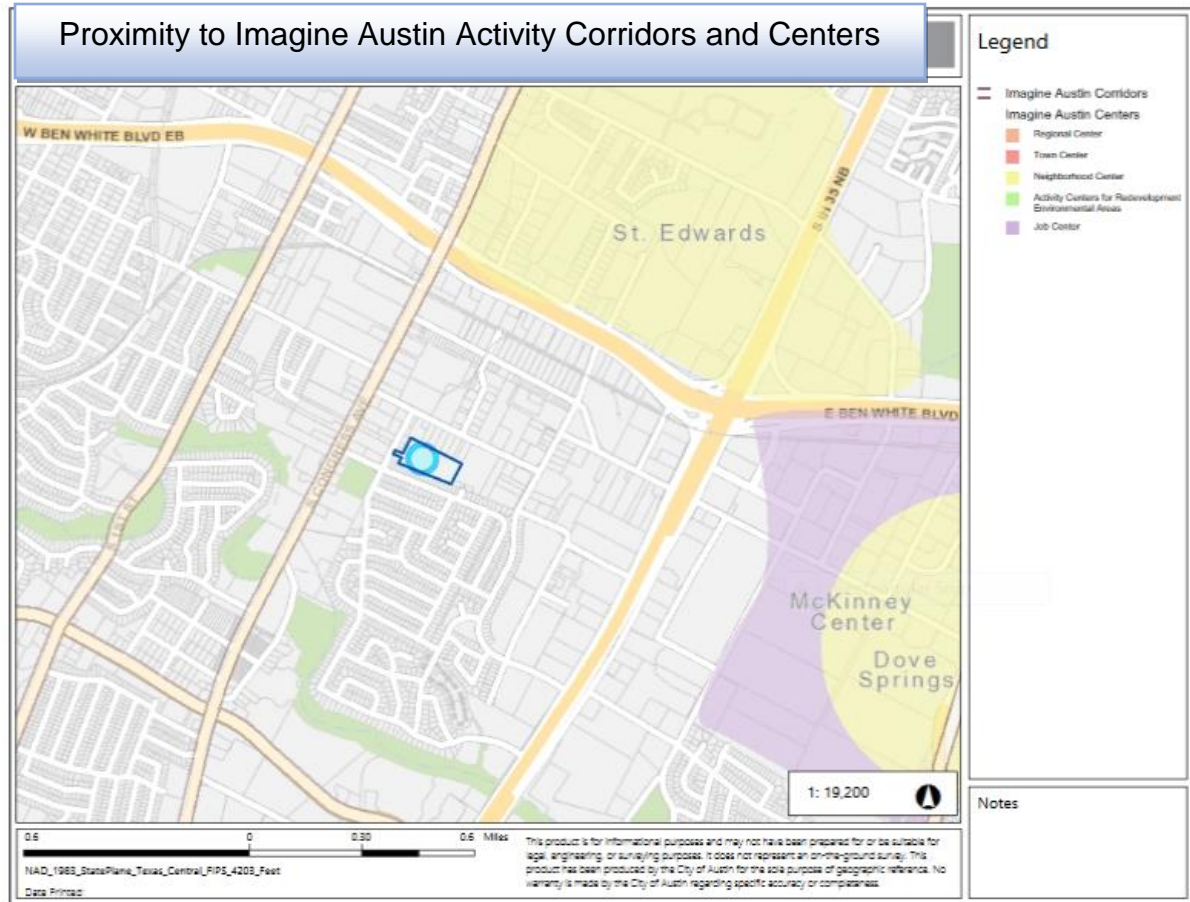 Proximity to Imagine Austin Activity Corridors and Centers
Legend
Imagine Austin Corridors
Imagine Austin Centers
Regional Center
Town Center
Neighborhood Center
Activity Centers for Redevelopment
Environmental Areas
Job Center
W BEN WHITE BLVD EB
S IH 35 NB
St. Edwards
E BEN WHITE BLVD
S CONGRESS AVE
S 1ST ST
McKinney
Center
Dove
Springs
1: 19,200
Notes
0.6 0 0.30 0.6 Miles
NAD_1983_StatePlane_Texas_Central_FIPS_4203_Feet
Date Printed:
This product is for informational purposes and may not have been prepared for or be suitable for
legal, engineering, or surveying purposes. It does not represent an on-the-ground survey. This
product has been produced by the City of Austin for the sole purpose of geographic reference. No
warranty is made by the City of Austin regarding specific accuracy or completeness.